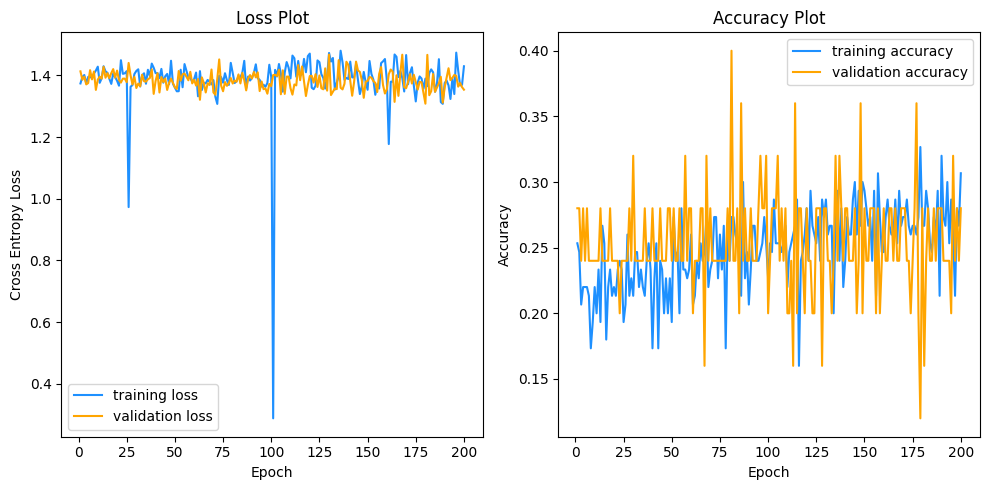 Loss Plot
Cross Entropy Loss
1.4
1.2
1.0
0.8
0.6
0.4
training loss
validation loss
0 25 50 75 100 125 150 175 200
Epoch
Accuracy Plot
Accuracy
0.40
0.35
0.30
0.25
0.20
0.15
training accuracy
validation accuracy
0 25 50 75 100 125 150 175 200
Epoch